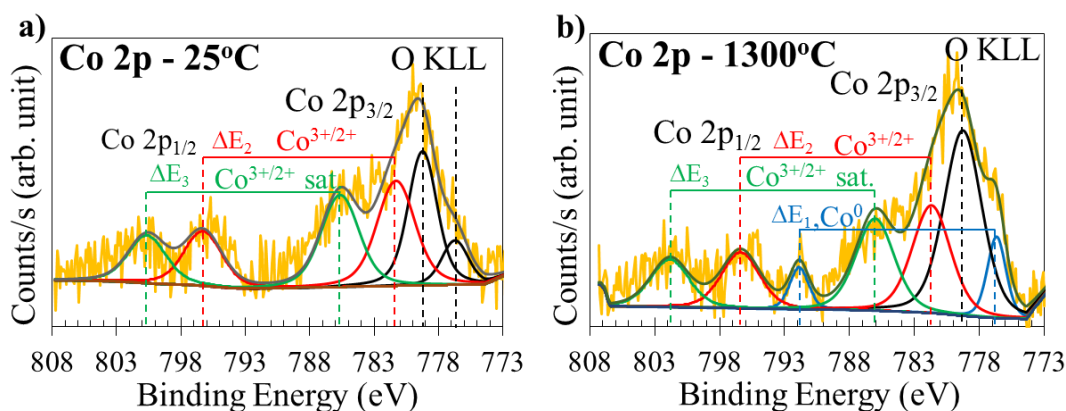 a)
Co 2p - 25°C
O KLL
Co 2p3/2
Co 2p1/2
ΔE2 Co3+/2+
ΔE3 Co3+/2+ sat.
Counts/s (arb. unit)
808 803 798 793 788 783 778 773
Binding Energy (eV)
b)
Co 2p - 1300°C
O KLL
Co 2p3/2
Co 2p1/2
ΔE2 Co3+/2+
ΔE3 Co3+/2+ sat.
ΔE1,Co0
Counts/s (arb. unit)
808 803 798 793 788 783 778 773
Binding Energy (eV)